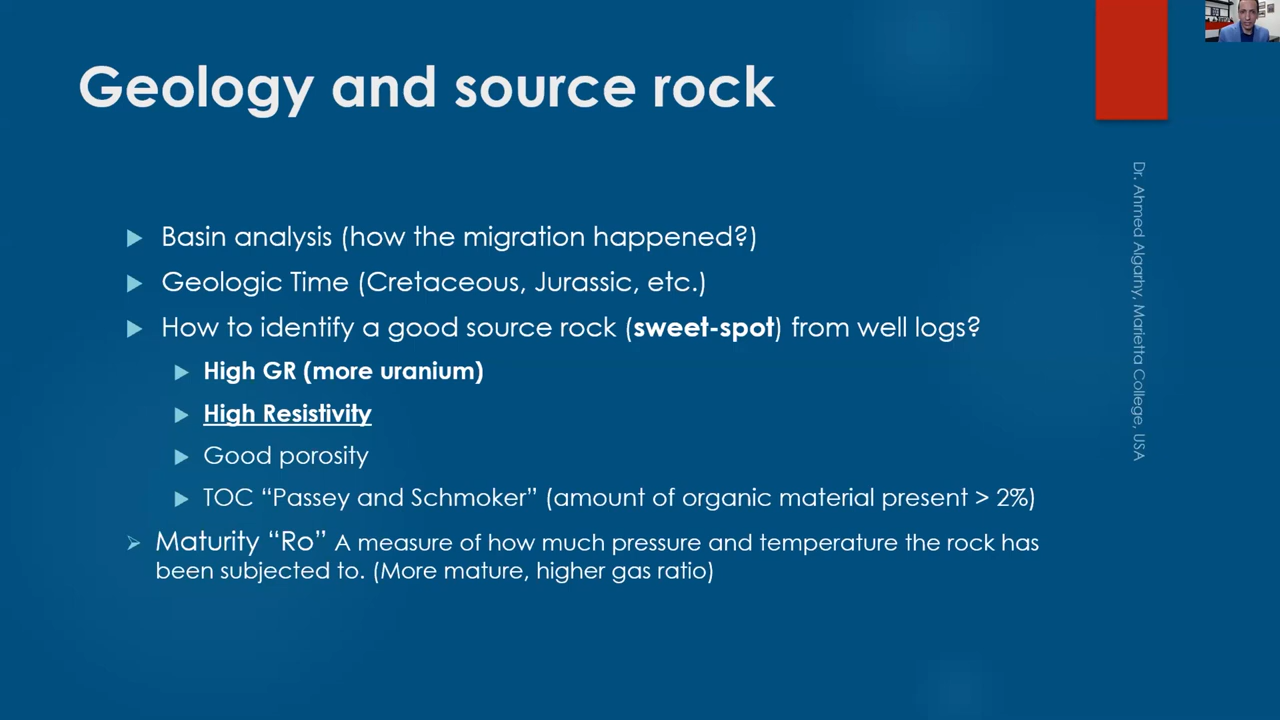 Geology and source rock
Basin analysis (how the migration happened?)
Geologic Time (Cretaceous, Jurassic, etc.)
How to identify a good source rock (sweet-spot) from well logs?
High GR (more uranium)
High Resistivity
Good porosity
TOC “Passey and Schmoker” (amount of organic material present > 2%)
Maturity “Ro” A measure of how much pressure and temperature the rock has
been subjected to. (More mature, higher gas ratio)
Dr. Ahmed Algarhy, Marietta College, USA